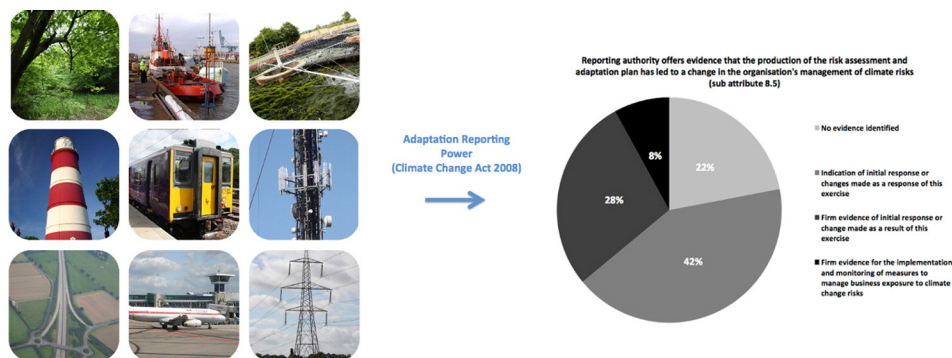 Adaptation Reporting
Power
(Climate Change Act 2008)
Reporting authority offers evidence that the production of the risk assessment and
adaptation plan has led to a change in the organisation's management of climate risks
(sub attribute 8.5)
8%
22%
28%
42%
No evidence identified
Indication of initial response or
changes made as a response of this
exercise
Firm evidence of initial response or
change made as a result of this
exercise
Firm evidence for the implementation
and monitoring of measures to
manage business exposure to climate
change risks